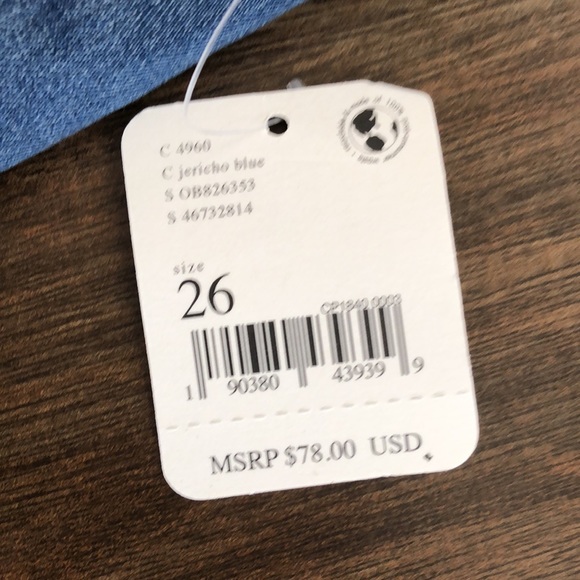 C 4960
C jericho blue
S OB826353
S 46732814
size
26
CP1840 0003
1 90380 43939 9
MSRP $78.00 USD